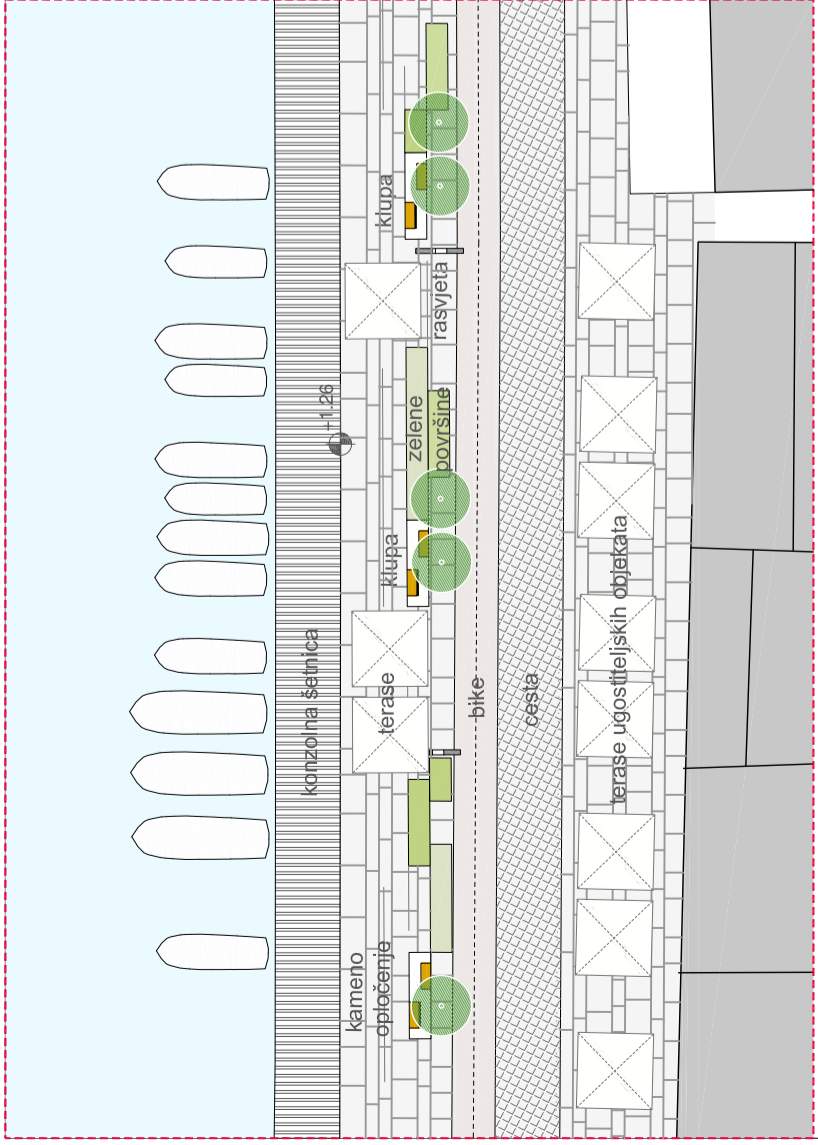 klupa
rasvjeta
+1.26
zelene
površine
klupa
terase ugostiteljskih objekata
konzolna šetnica
terase
bike
cesta
kameno
opločenje